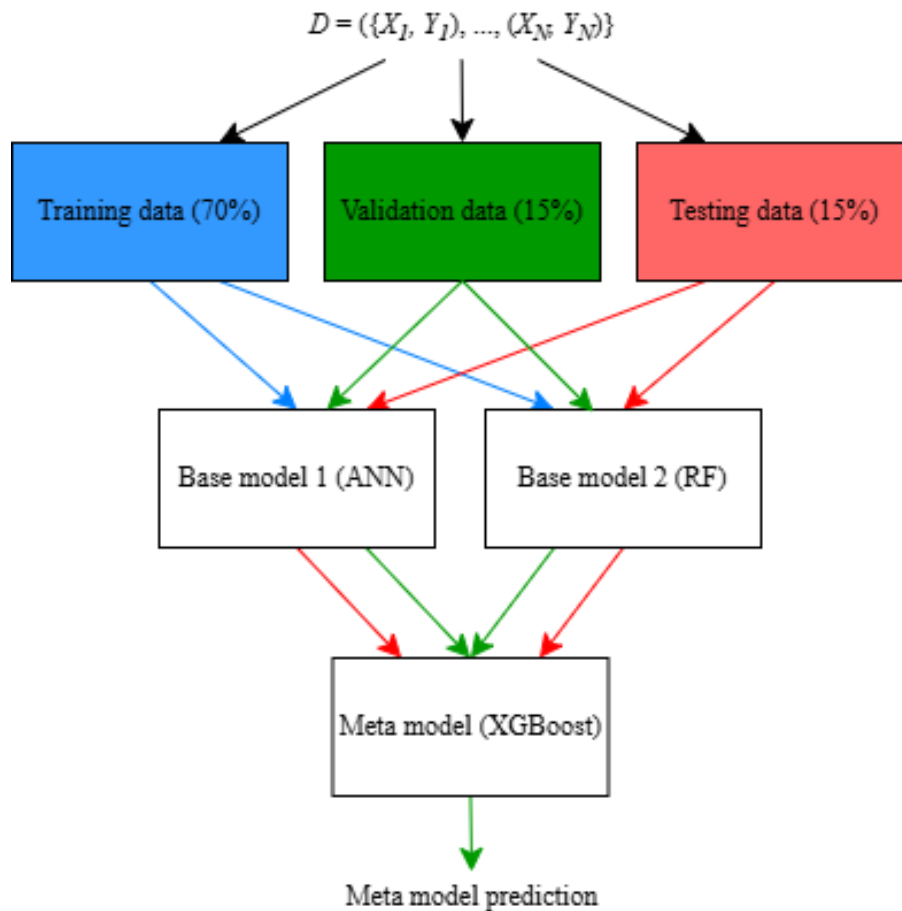 D = ({X1, Y1), ..., (XN, YN)}
Training data (70%)
Validation data (15%)
Testing data (15%)
Base model 1 (ANN)
Base model 2 (RF)
Meta model (XGBoost)
Meta model prediction